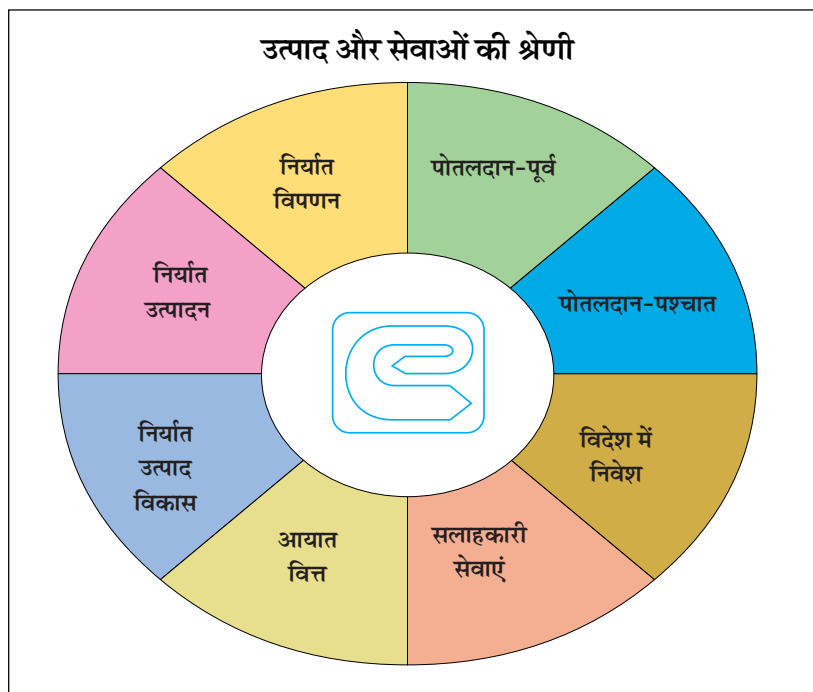 उत्पाद और सेवाओं की श्रेणी
निर्यात
विपणन
पोतलदान-पूर्व
निर्यात
उत्पादन
पोतलदान-पश्चात
निर्यात
उत्पाद
विकास
विदेश में
निवेश
आयात
वित्त
सलाहकारी
सेवाएं